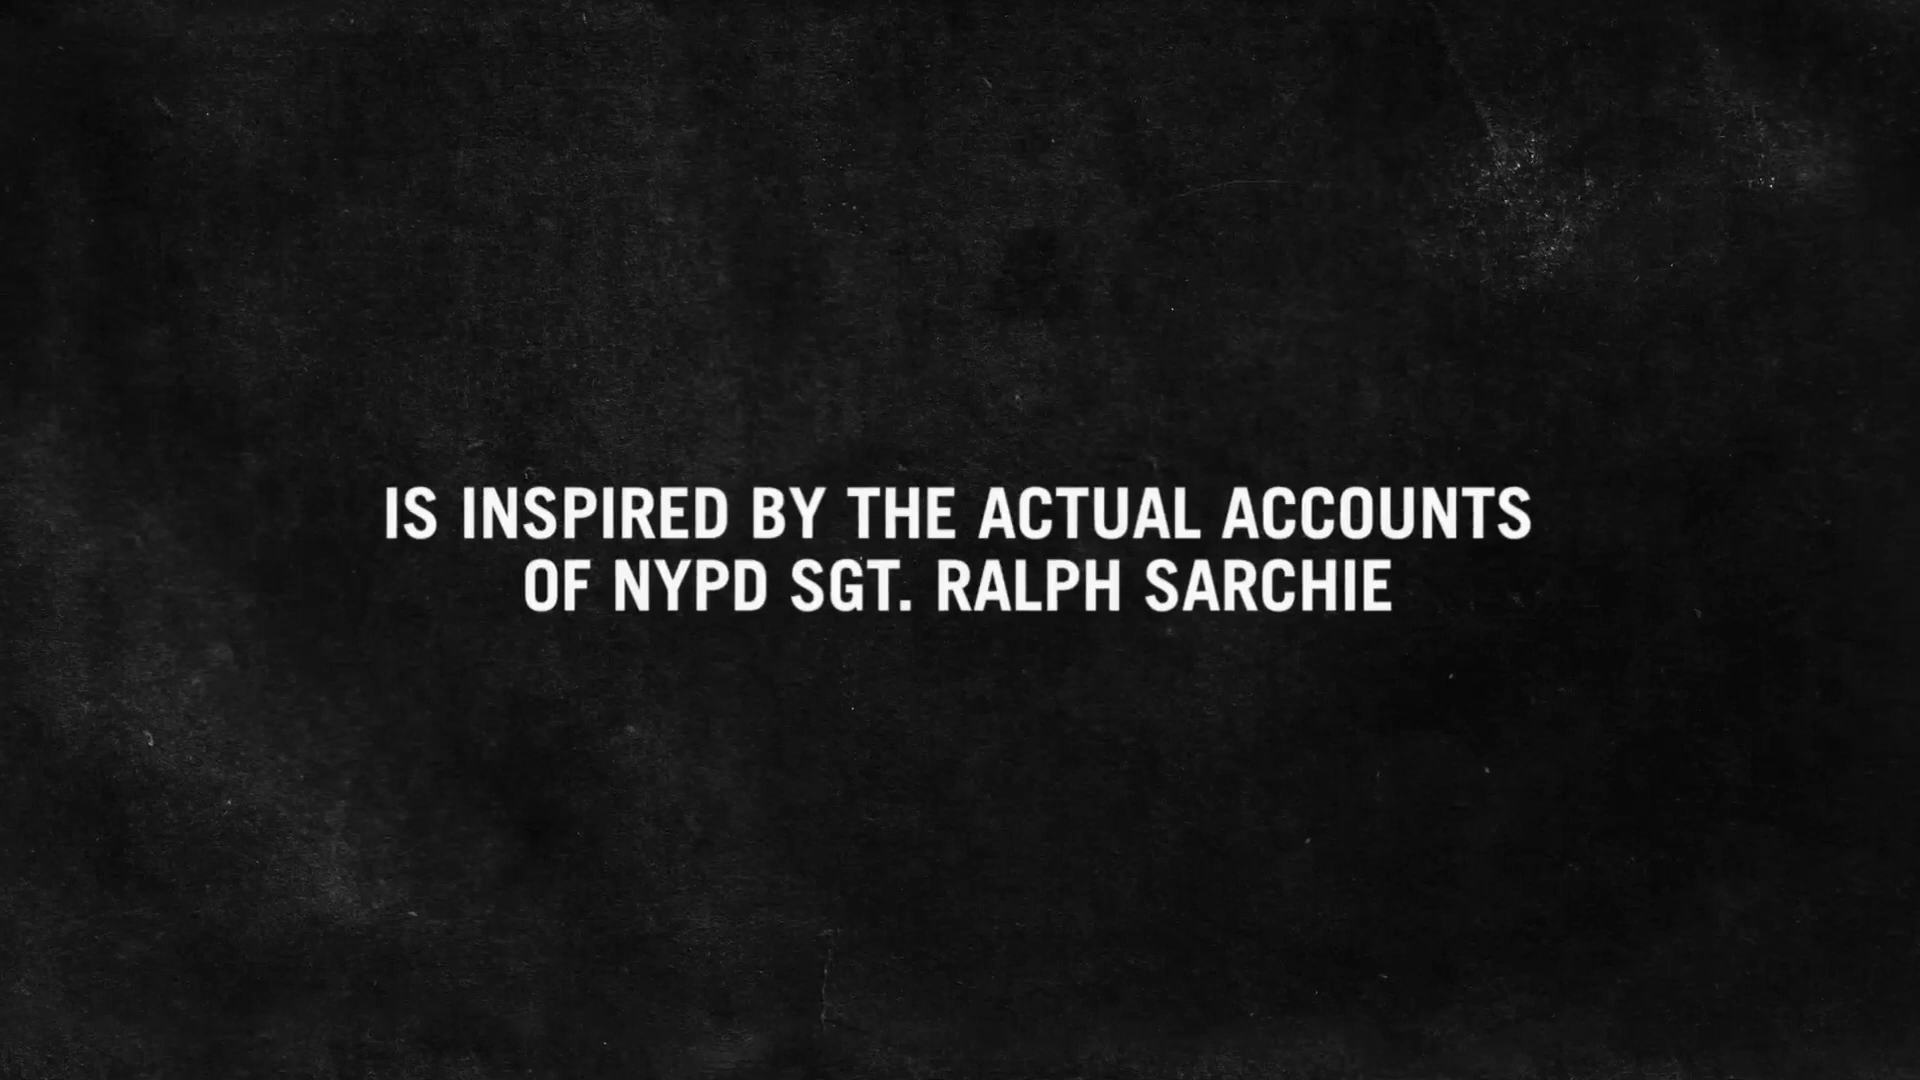 IS INSPIRED BY THE ACTUAL ACCOUNTS
OF NYPD SGT. RALPH SARCHIE